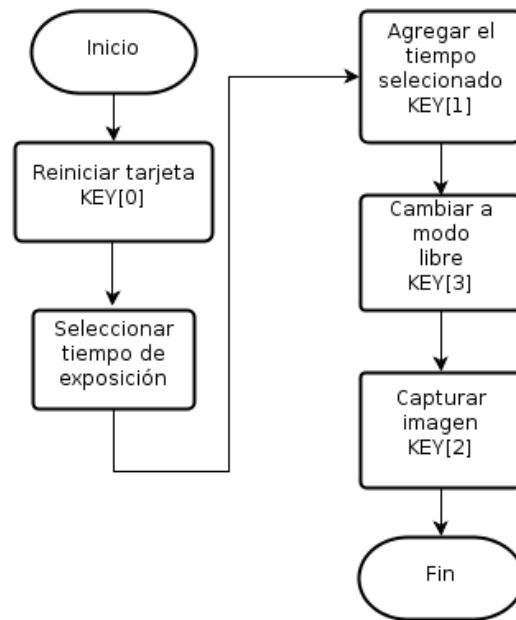 Inicio
Reiniciar tarjeta
KEY[0]
Seleccionar
tiempo de
exposición
Agregar el
tiempo
selecionado
KEY[1]
Cambiar a
modo
libre
KEY[3]
Capturar
imagen
KEY[2]
Fin